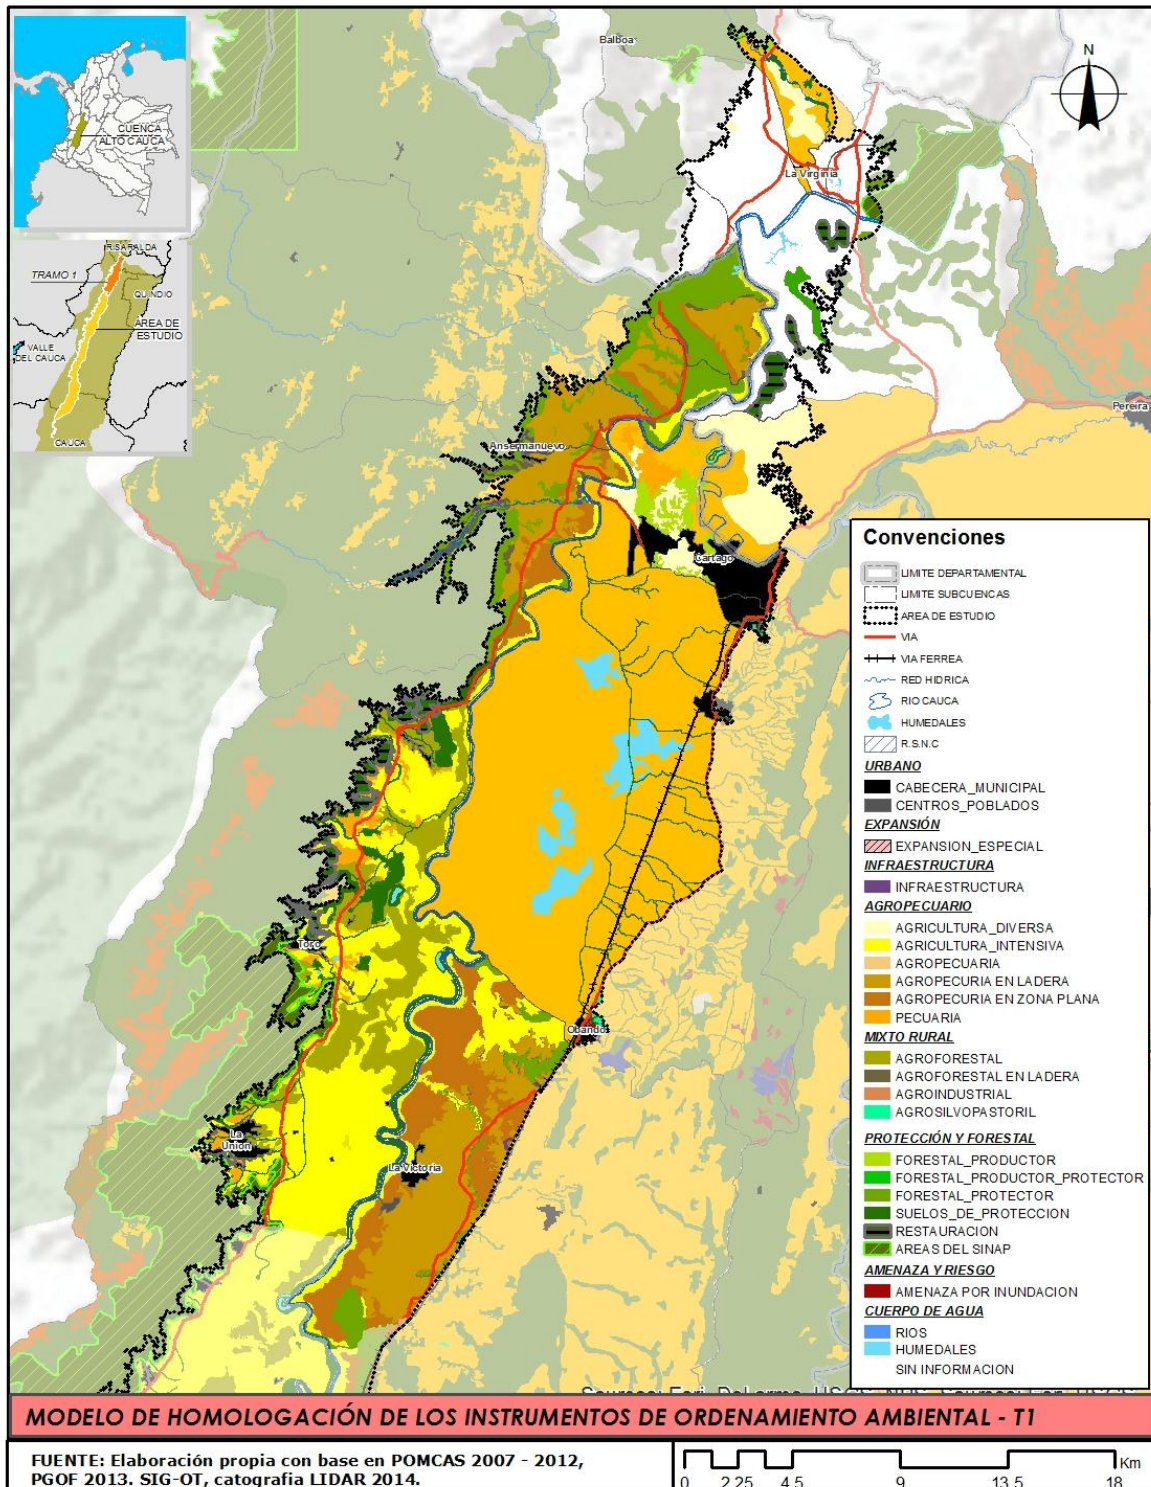 Balboa
N
CUENCA
ALTO CAUCA
La Virginia
RISARALDA
TRAMO 1
QUINDIO
AREA DE
ESTUDIO
VALLE
DEL CAUCA
CAUCA
Pereira
Ansermanuevo
Cartago
Toro
Obando
La
Union
La Victoria
Convenciones
LIMITE DEPARTAMENTAL
LIMITE SUBCUENCAS
AREA DE ESTUDIO
VIA
VIA FERREA
RED HIDRICA
RIO CAUCA
HUMEDALES
R.S.N.C
URBANO
CABECERA_MUNICIPAL
CENTROS_POBLADOS
EXPANSIÓN
EXPANSION_ESPECIAL
INFRAESTRUCTURA
INFRAESTRUCTURA
AGROPECUARIO
AGRICULTURA_DIVERSA
AGRICULTURA_INTENSIVA
AGROPECUARIA
AGROPECURIA EN LADERA
AGROPECURIA EN ZONA PLANA
PECUARIA
MIXTO RURAL
AGROFORESTAL
AGROFORESTAL EN LADERA
AGROINDUSTRIAL
AGROSILVOPASTORIL
PROTECCIÓN Y FORESTAL
FORESTAL_PRODUCTOR
FORESTAL_PRODUCTOR_PROTECTOR
FORESTAL_PROTECTOR
SUELOS_DE_PROTECCION
RESTAURACION
AREAS DEL SINAP
AMENAZA Y RIESGO
AMENAZA POR INUNDACION
CUERPO DE AGUA
RIOS
HUMEDALES
SIN INFORMACION
MODELO DE HOMOLOGACIÓN DE LOS INSTRUMENTOS DE ORDENAMIENTO AMBIENTAL - T1
FUENTE: Elaboración propia con base en POMCAS 2007 - 2012,
PGOF 2013. SIG-OT, catografia LIDAR 2014.
0 2.25 4.5 9 13.5 18 Km